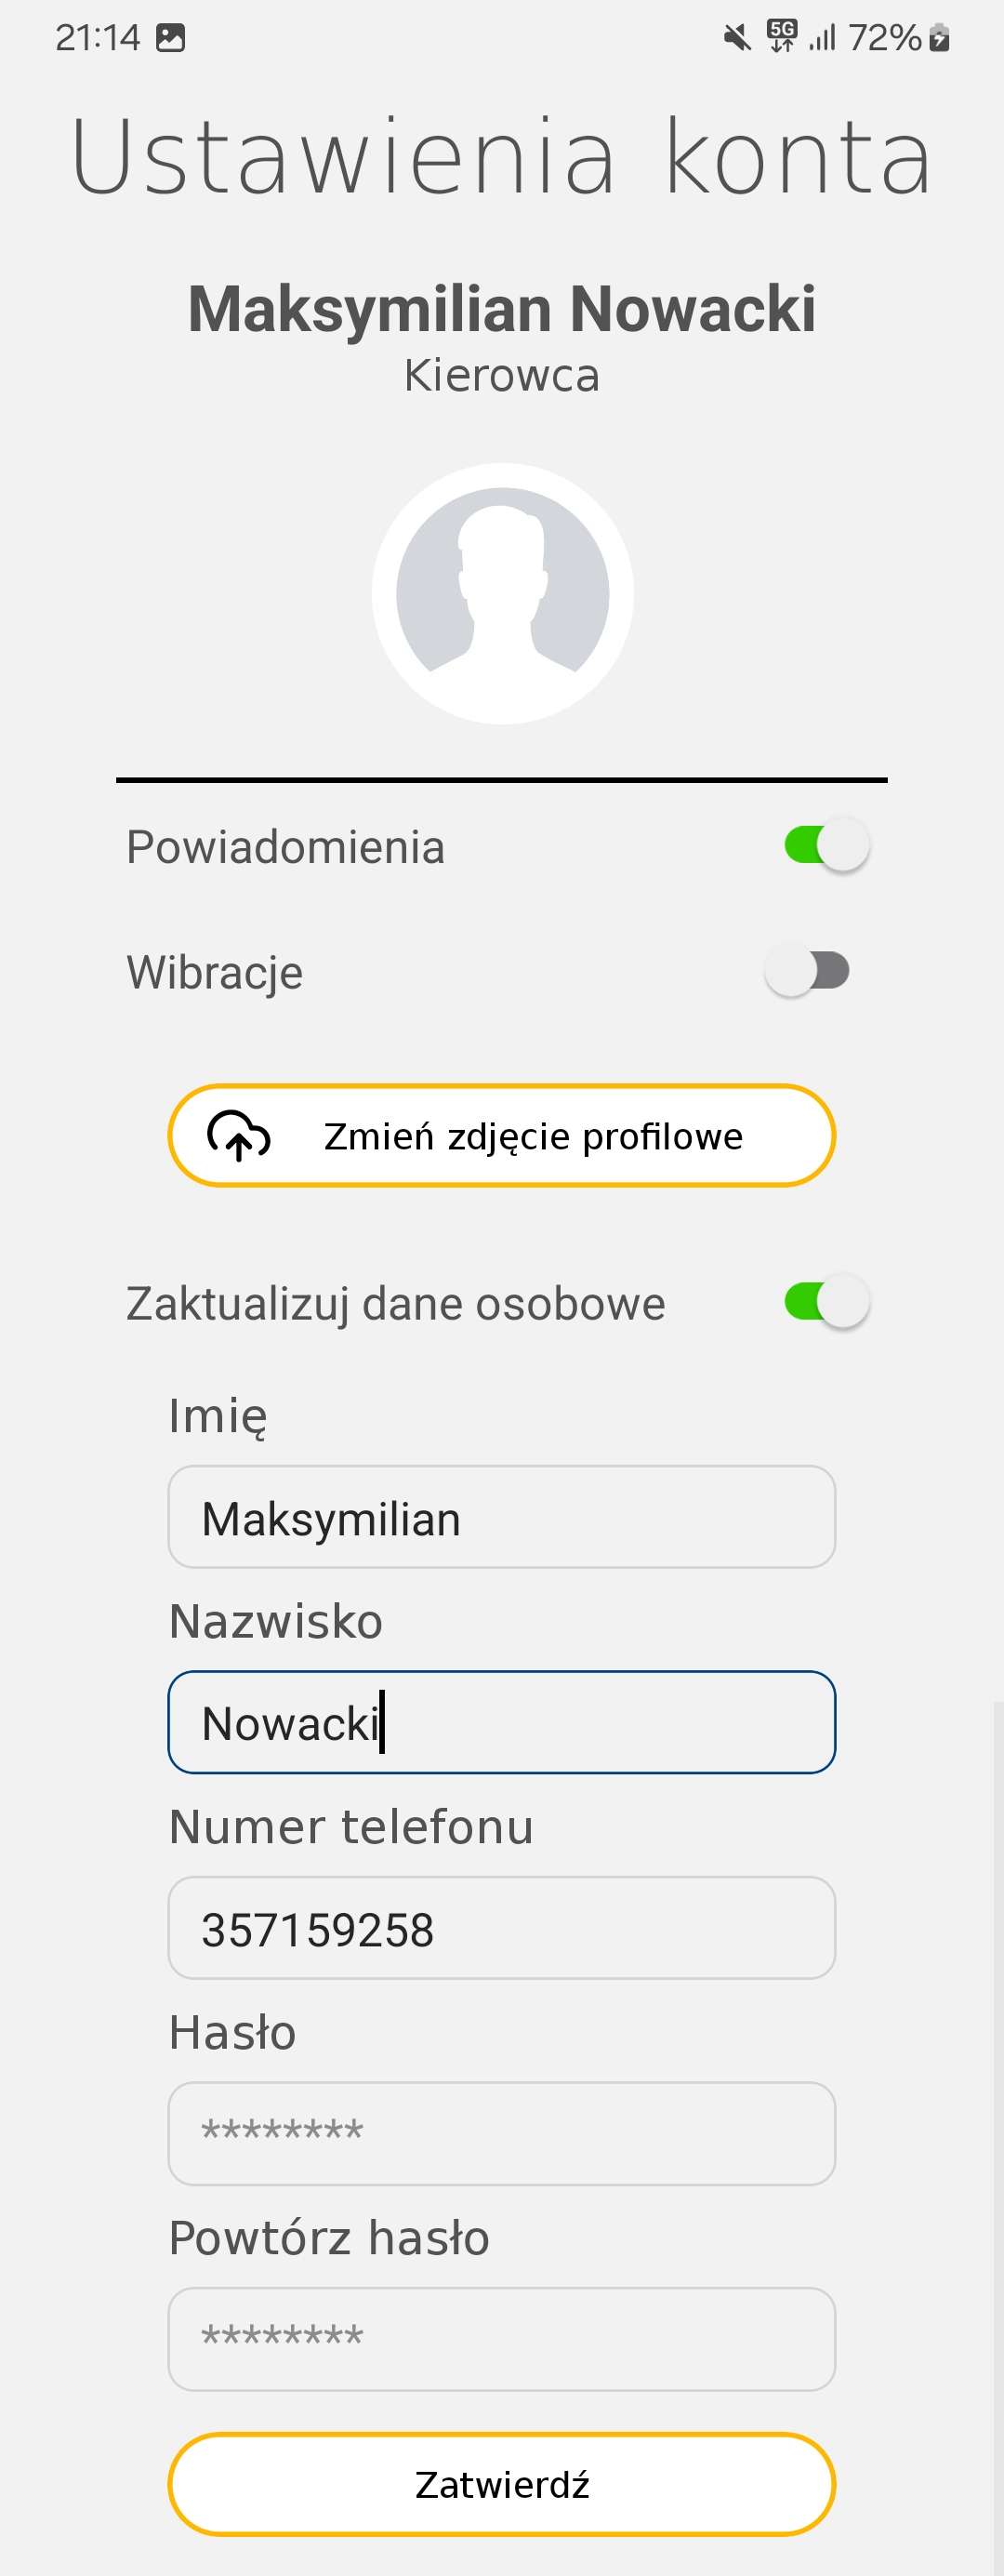 21:14 5G 72%
Ustawienia konta
Maksymilian Nowacki
Kierowca
Powiadomienia
Wibracje
Zmień zdjęcie profilowe
Zaktualizuj dane osobowe
Imię
Maksymilian
Nazwisko
Nowacki
Numer telefonu
357159258
Hasło
********
Powtórz hasło
********
Zatwierdź